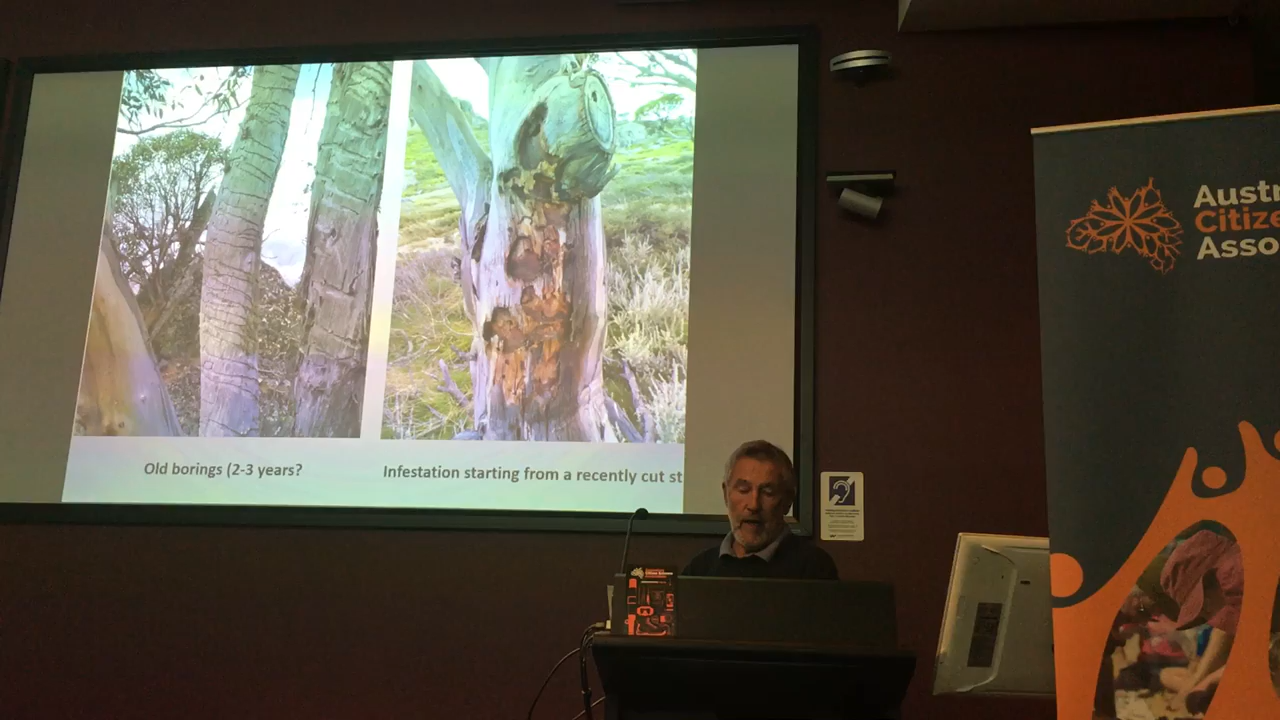 Old borings (2-3 years?
Infestation starting from a recently cut st
Austr
Citize
Asso